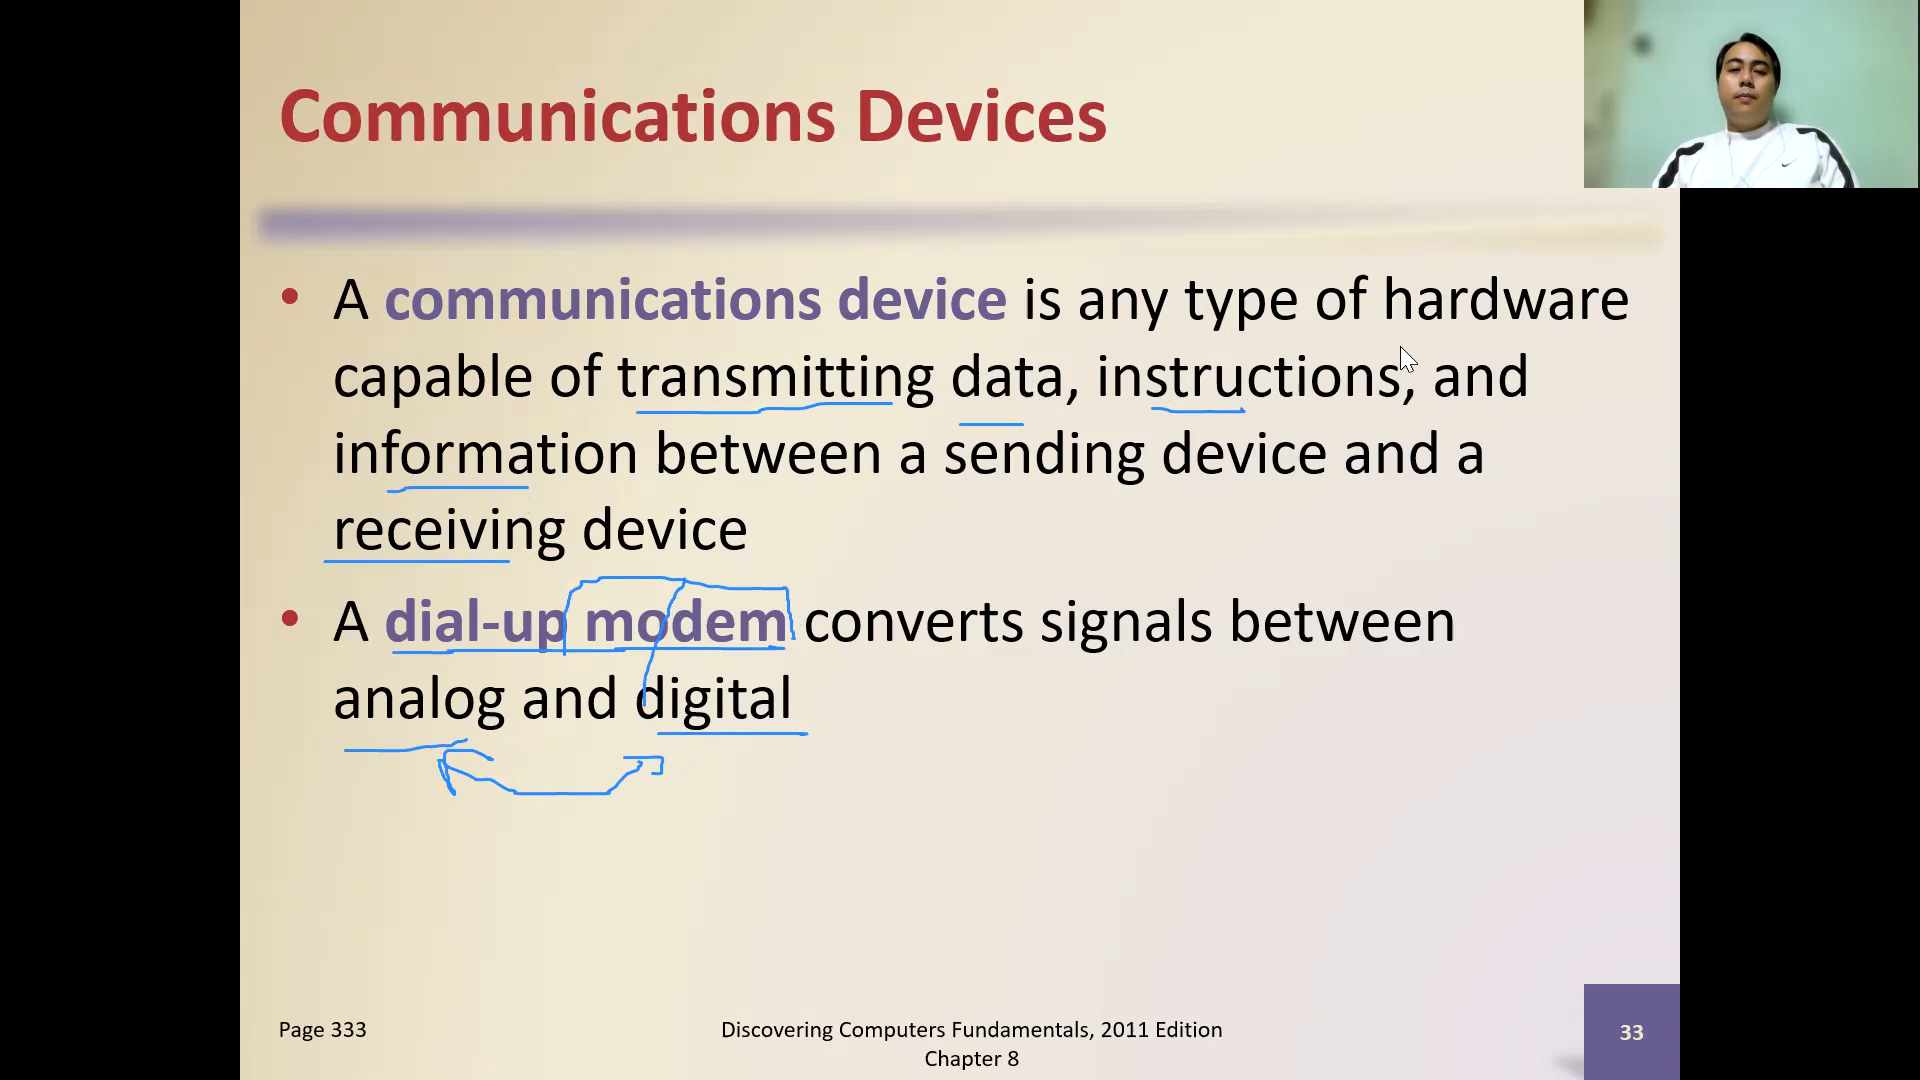 Communications Devices
• A communications device is any type of hardware
capable of transmitting data, instructions, and
information between a sending device and a
receiving device
• A dial-up modem converts signals between
analog and digital
Page 333
Discovering Computers Fundamentals, 2011 Edition
Chapter 8
33